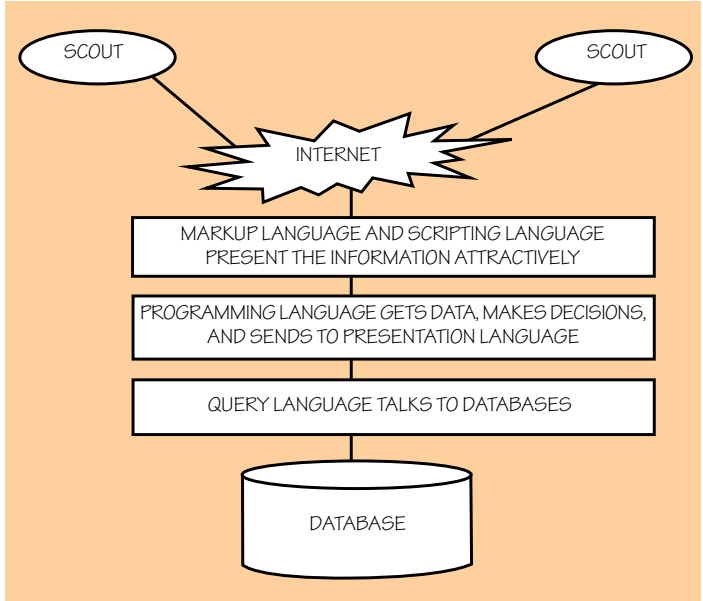 SCOUT
SCOUT
INTERNET
MARKUP LANGUAGE AND SCRIPTING LANGUAGE
PRESENT THE INFORMATION ATTRACTIVELY
PROGRAMMING LANGUAGE GETS DATA, MAKES DECISIONS,
AND SENDS TO PRESENTATION LANGUAGE
QUERY LANGUAGE TALKS TO DATABASES
DATABASE